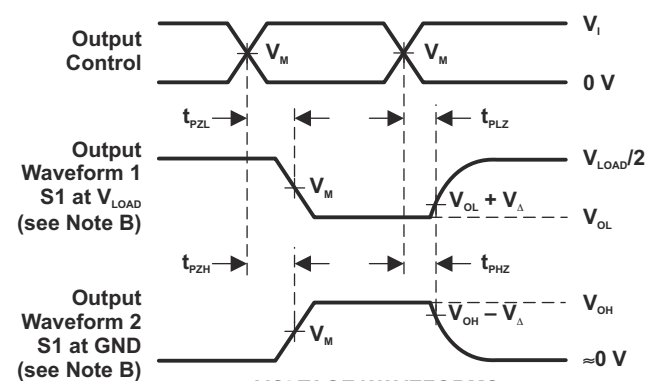 Output
Control
V_M
V_M
V_I
0 V
t_PZL
t_PLZ
Output
Waveform 1
S1 at V_LOAD
(see Note B)
V_M
V_OL + V_Δ
V_LOAD/2
V_OL
t_PZH
t_PHZ
Output
Waveform 2
S1 at GND
(see Note B)
V_M
V_OH – V_Δ
V_OH
≈0 V